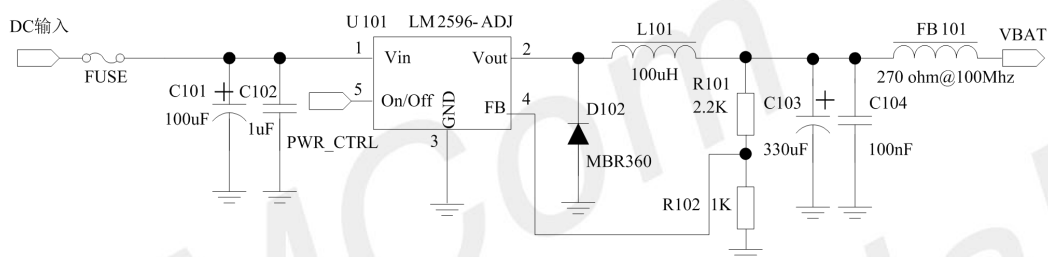 DC输入
FUSE
C101
100uF
C102
1uF
U101 LM2596-ADJ
1
Vin
Vout
2
5
On/Off
GND
FB
4
3
PWR_CTRL
D102
MBR360
L101
100uH
R101
2.2K
R102 1K
C103
330uF
C104
100nF
FB101
270 ohm@100Mhz
VBAT